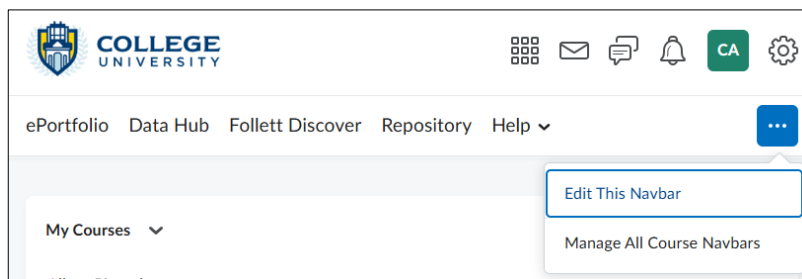 COLLEGE
UNIVERSITY
CA
ePortfolio Data Hub Follett Discover Repository Help
Edit This Navbar
Manage All Course Navbars
My Courses